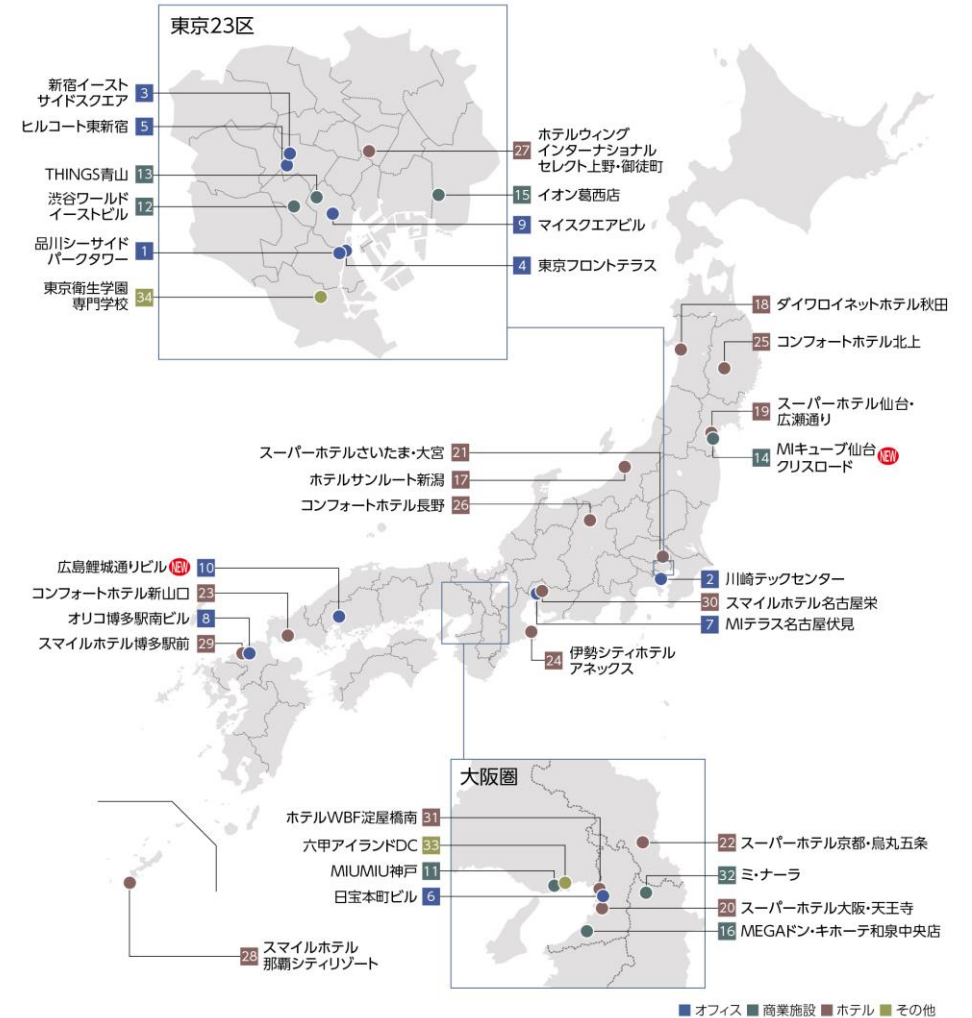 東京23区
新宿イースト
サイドスクエア
3
ヒルコート東新宿
5
THINGS青山
13
渋谷ワールド
イーストビル
12
品川シーサイド
パークタワー
1
東京衛生学園
専門学校
34
27
ホテルウィング
インターナショナル
セレクト上野・御徒町
15 イオン葛西店
9 マイスクエアビル
4 東京フロントテラス
18 ダイワロイネットホテル秋田
25 コンフォートホテル北上
19
スーパーホテル仙台・
広瀬通り
14
MIキューブ仙台
クリスロード
NEW
スーパーホテルさいたま・大宮 21
ホテルサンルート新潟 17
コンフォートホテル長野 26
広島鯉城通りビル NEW 10
コンフォートホテル新山口 23
オリコ博多駅南ビル 8
スマイルホテル博多駅前 29
2 川崎テックセンター
30 スマイルホテル名古屋栄
7 MIテラス名古屋伏見
24
伊勢シティホテル
アネックス
大阪圏
ホテルWBF淀屋橋南 31
六甲アイランドDC 33
MIUMIU神戸 11
日宝本町ビル 6
22 スーパーホテル京都・烏丸五条
32 ミ・ナーラ
20 スーパーホテル大阪・天王寺
16 MEGAドン・キホーテ和泉中央店
28
スマイルホテル
那覇シティリゾート
オフィス 商業施設 ホテル その他